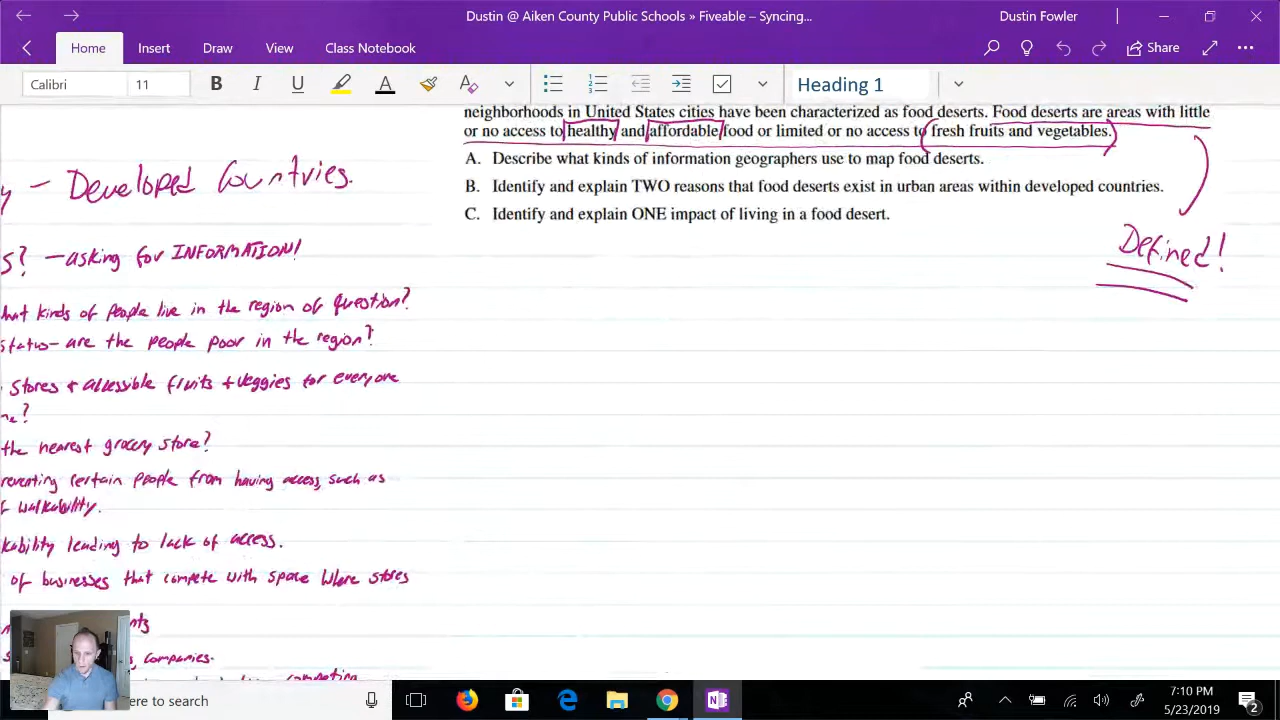 Dustin @ Aiken County Public Schools » Fiveable – Syncing...
Dustin Fowler
Home Insert Draw View Class Notebook
Share
Calibri 11 B I U A Heading 1
neighborhoods in United States cities have been characterized as food deserts. Food deserts are areas with little
or no access to healthy and affordable food or limited or no access to fresh fruits and vegetables.
A. Describe what kinds of information geographers use to map food deserts.
B. Identify and explain TWO reasons that food deserts exist in urban areas within developed countries.
C. Identify and explain ONE impact of living in a food desert.
Defined!
y - Developed Countries.
s? - asking for INFORMATION!
hat kinds of people live in the region of question?
status - are the people poor in the region?
stores + accessible fruits + veggies for everyone
me?
the nearest grocery store?
reventing certain people from having access, such as
f walkability.
kability leading to lack of access.
of businesses that compete with space where stores
ts
, companies.
competing
to search
7:10 PM
5/23/2019
2